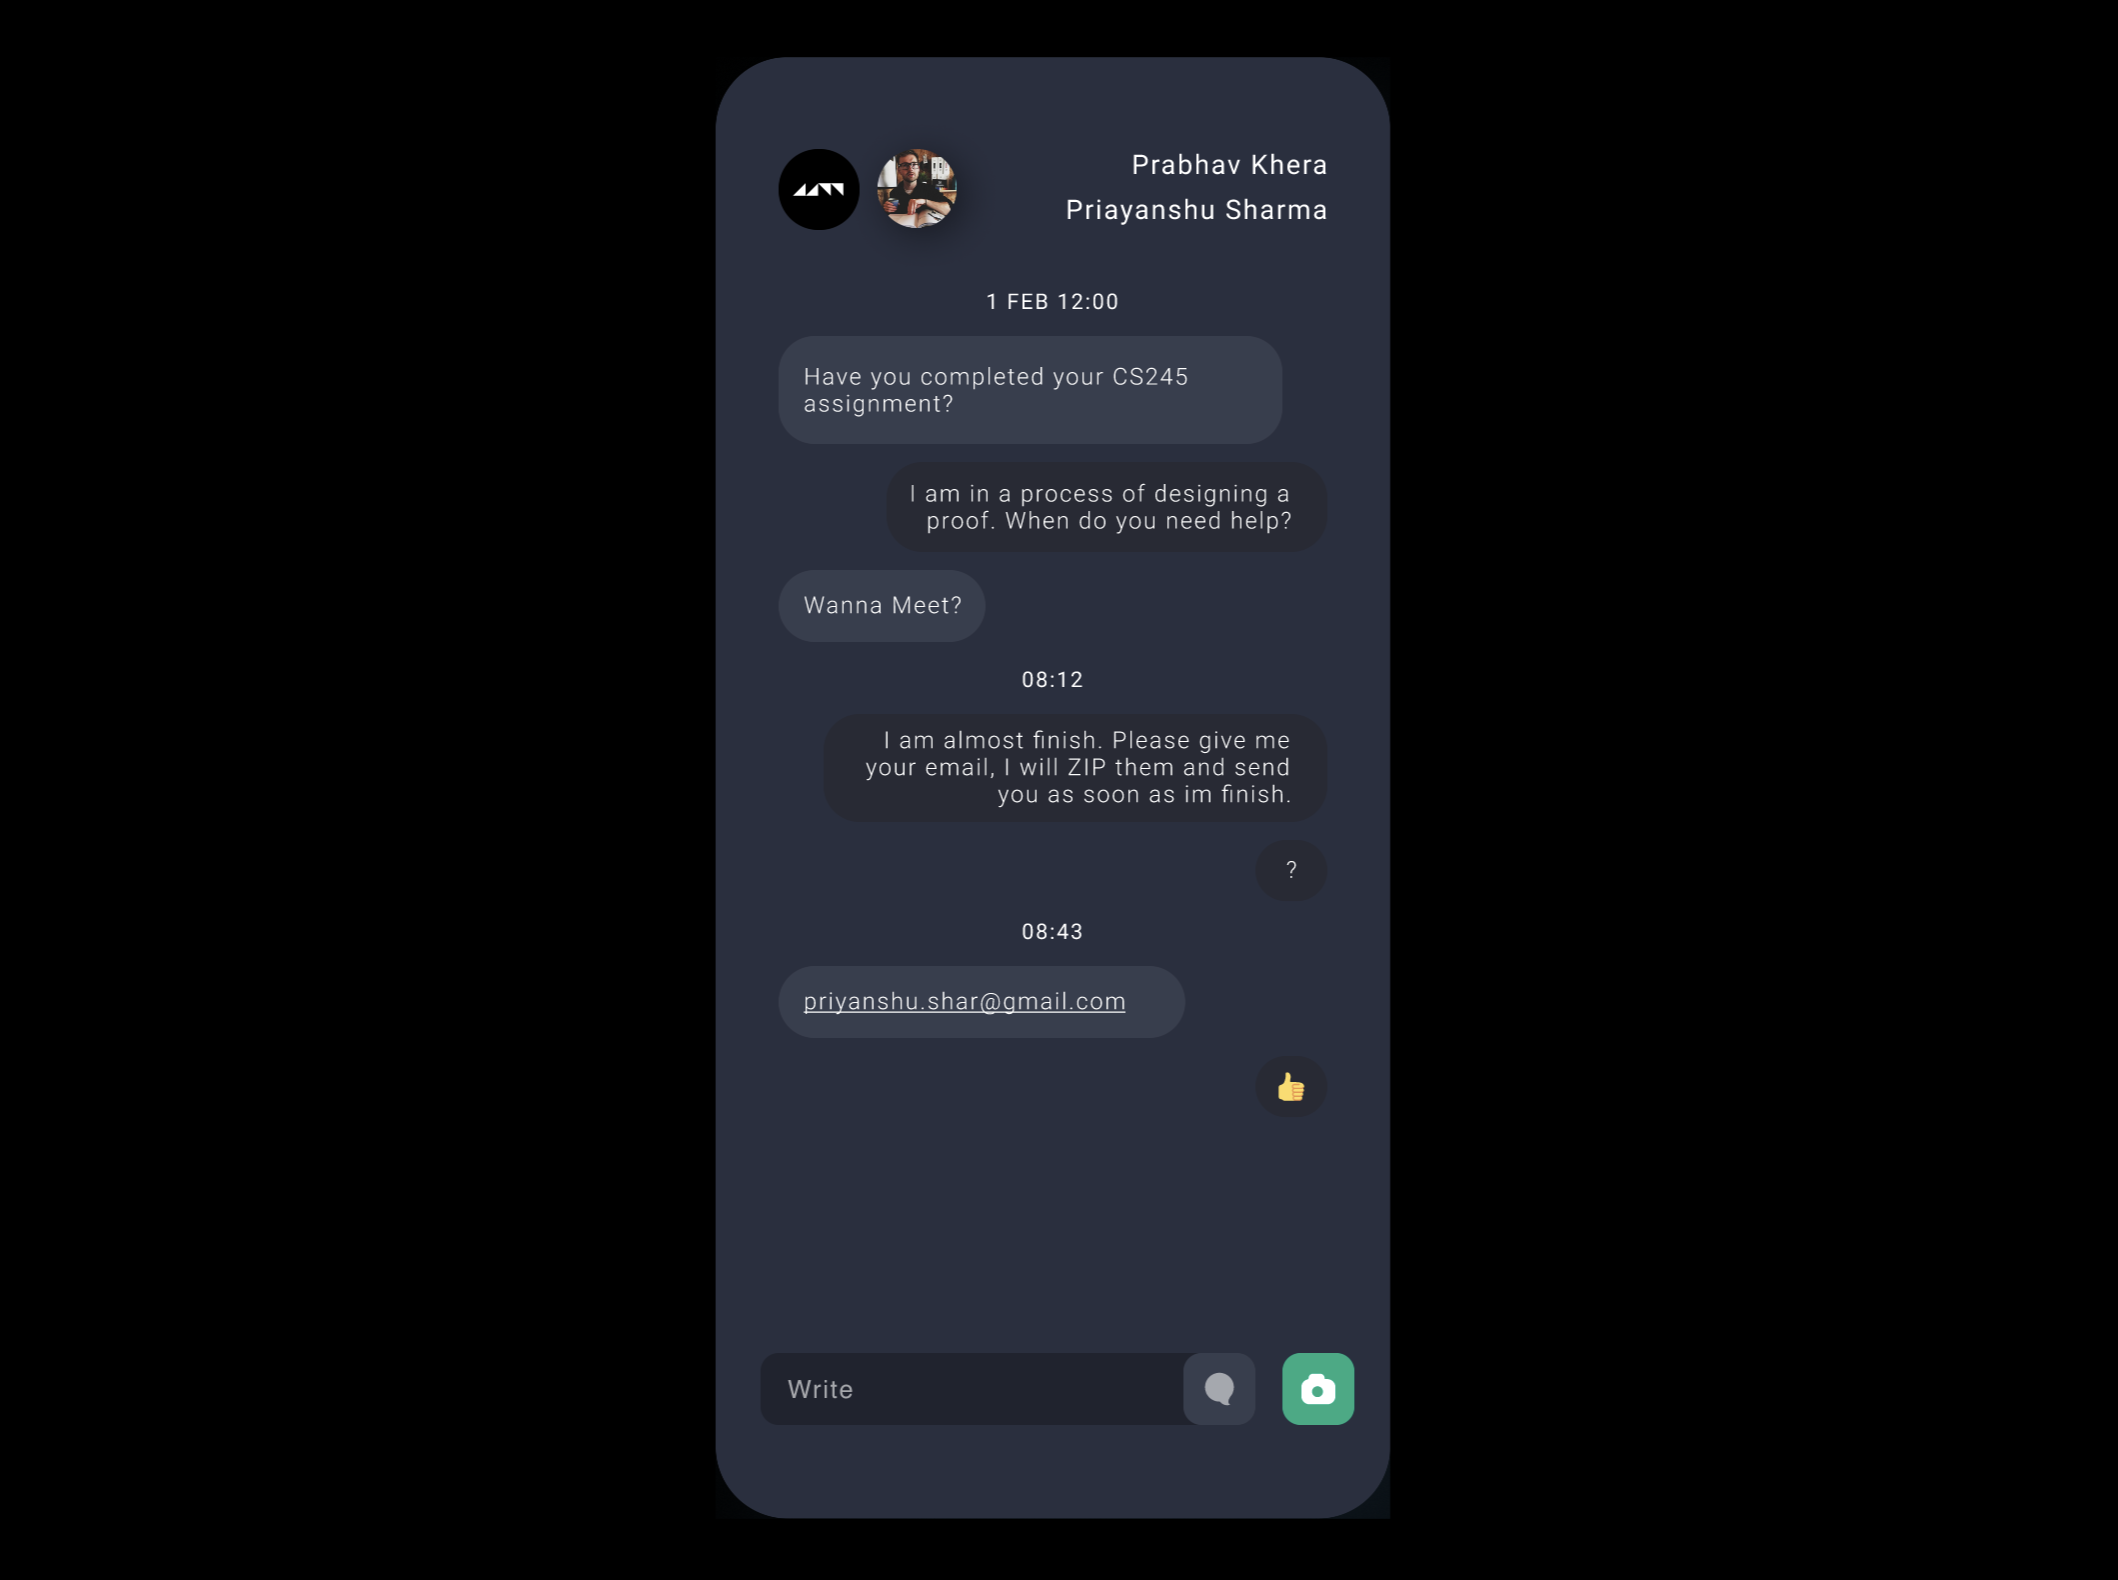 Prabhav Khera
Priayanshu Sharma
1 FEB 12:00
Have you completed your CS245
assignment?
I am in a process of designing a
proof. When do you need help?
Wanna Meet?
08:12
I am almost finish. Please give me
your email, I will ZIP them and send
you as soon as im finish.
?
08:43
priyanshu.shar@gmail.com
Write